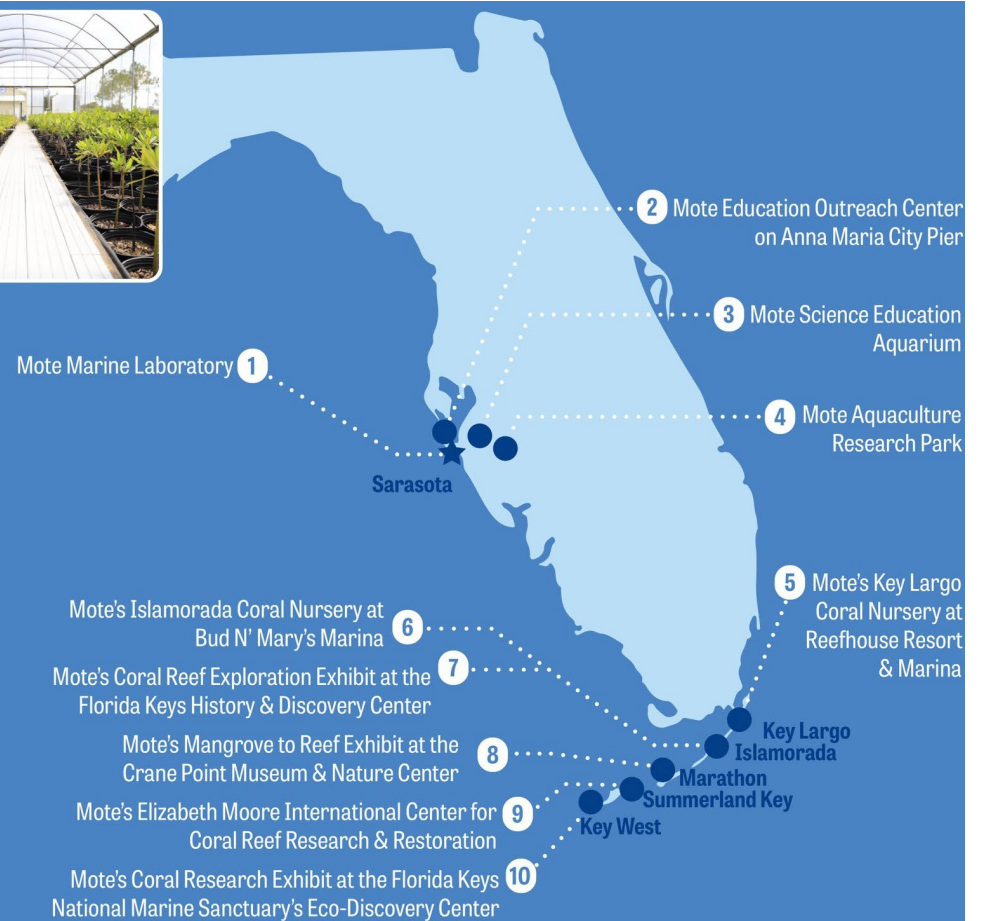 2 Mote Education Outreach Center
on Anna Maria City Pier
3 Mote Science Education
Aquarium
Mote Marine Laboratory 1
4 Mote Aquaculture
Research Park
Sarasota
5 Mote's Key Largo
Coral Nursery at
Reefhouse Resort
& Marina
Mote's Islamorada Coral Nursery at
Bud N' Mary's Marina 6
Mote's Coral Reef Exploration Exhibit at the
Florida Keys History & Discovery Center 7
Mote's Mangrove to Reef Exhibit at the
Crane Point Museum & Nature Center 8
Mote's Elizabeth Moore International Center for
Coral Reef Research & Restoration 9
Mote's Coral Research Exhibit at the Florida Keys
National Marine Sanctuary's Eco-Discovery Center 10
Key Largo
Islamorada
Marathon
Summerland Key
Key West